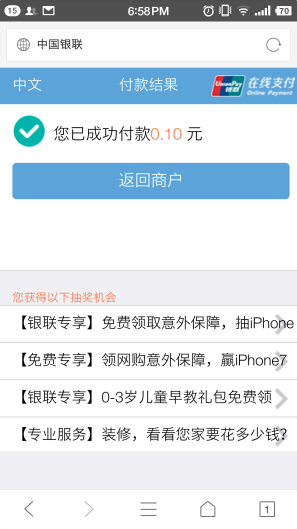 15 6:58PM 70
中国银联
中文 付款结果 UnionPay 银联 在线支付 Online Payment
您已成功付款0.10 元
返回商户
您获得以下抽奖机会
【银联专享】免费领取意外保障，抽iPhone
【免费专享】领网购意外保障，赢iPhone7
【银联专享】0-3岁儿童早教礼包免费领
【专业服务】装修，看看您家要花多少钱?
1